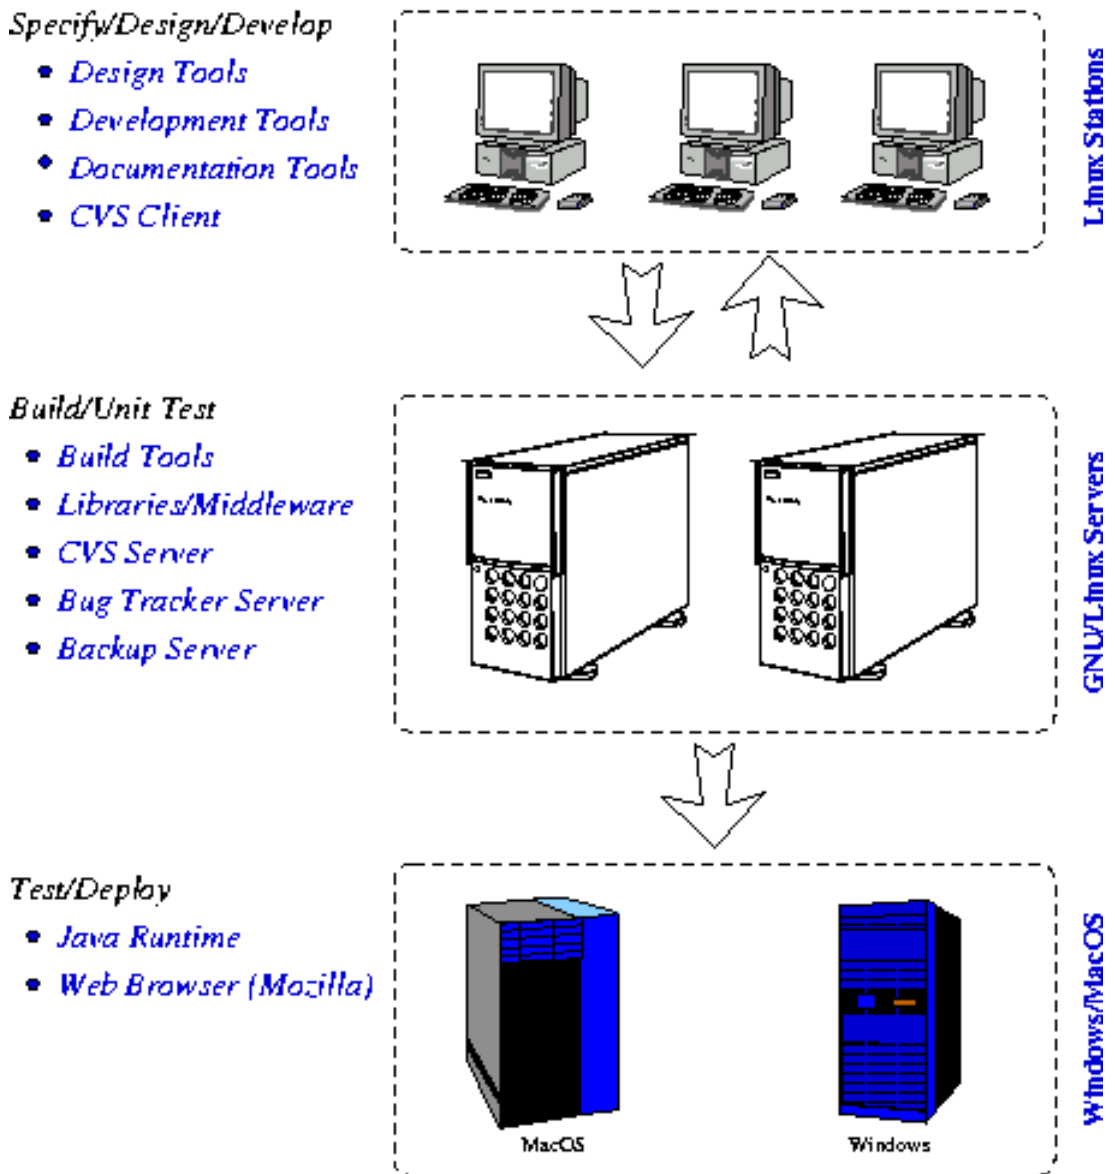 Specify/Design/Develop
Design Tools
Development Tools
Documentation Tools
CVS Client
Linux Stations
Build/Unit Test
Build Tools
Libraries/Middleware
CVS Server
Bug Tracker Server
Backup Server
GNU/Linux Servers
Test/Deploy
Java Runtime
Web Browser (Mozilla)
MacOS
Windows
Windows/MacOS